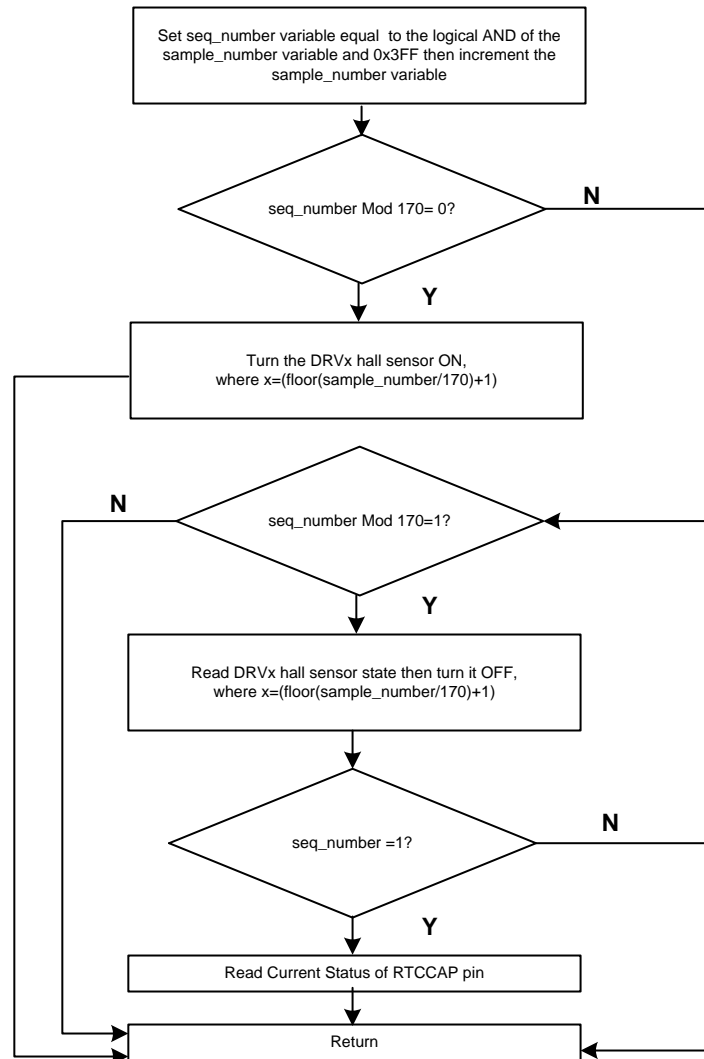 Set seq_number variable equal to the logical AND of the
sample_number variable and 0x3FF then increment the
sample_number variable
seq_number Mod 170= 0?
N
Y
Turn the DRVx hall sensor ON,
where x=(floor(sample_number/170)+1)
N
seq_number Mod 170=1?
Y
Read DRVx hall sensor state then turn it OFF,
where x=(floor(sample_number/170)+1)
seq_number =1?
N
Y
Read Current Status of RTCCAP pin
Return